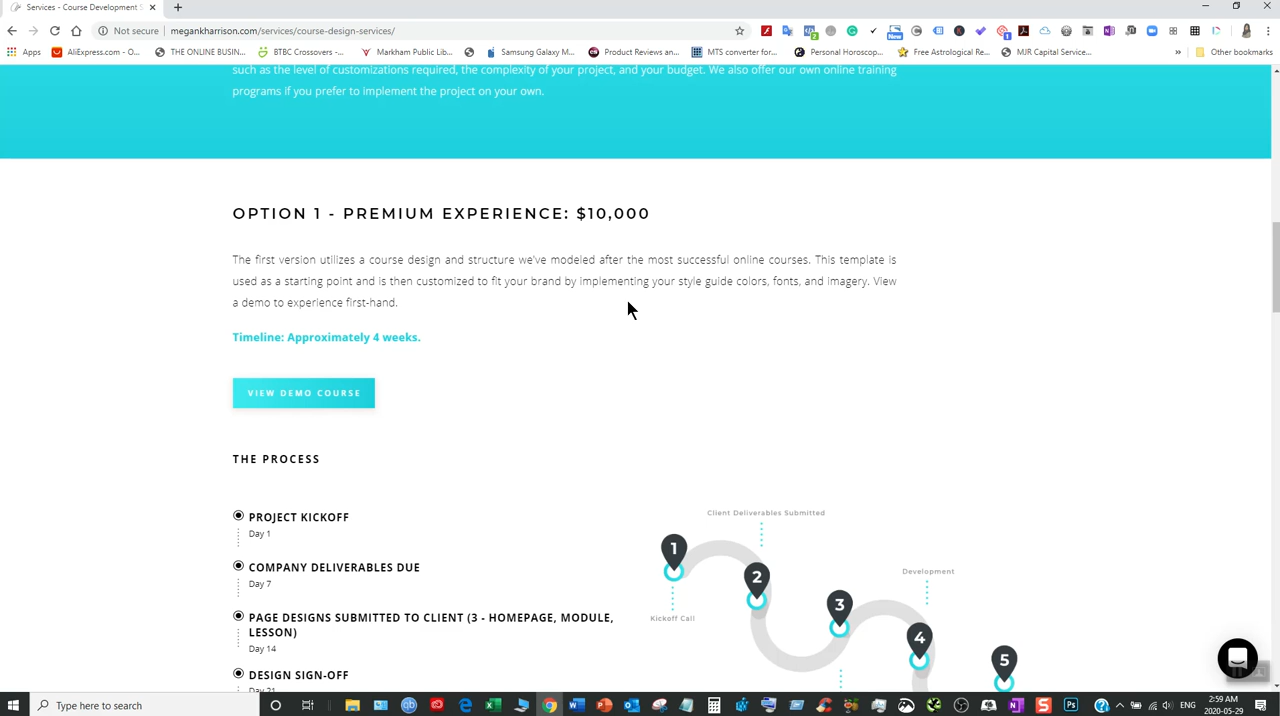 Services - Course Development S
Not secure
megankharrison.com/services/course-design-services/
New
2
1
Apps
AliExpress.com - O...
THE ONLINE BUSIN...
BTBC Crossovers -...
Markham Public Lib...
Samsung Galaxy M...
Product Reviews an...
MTS converter for...
Personal Horoscop...
Free Astrological Re...
MJR Capital Service...
»
Other bookmarks
such as the level of customizations required, the complexity of your project, and your budget. We also offer our own online training
programs if you prefer to implement the project on your own.
OPTION 1 - PREMIUM EXPERIENCE: $10,000
The first version utilizes a course design and structure we've modeled after the most successful online courses. This template is
used as a starting point and is then customized to fit your brand by implementing your style guide colors, fonts, and imagery. View
a demo to experience first-hand.
Timeline: Approximately 4 weeks.
VIEW DEMO COURSE
THE PROCESS
PROJECT KICKOFF
Day 1
COMPANY DELIVERABLES DUE
Day 7
PAGE DESIGNS SUBMITTED TO CLIENT (3 - HOMEPAGE, MODULE,
LESSON)
Day 14
DESIGN SIGN-OFF
Day 21
Client Deliverables Submitted
1
2
Development
3
Kickoff Call
4
5
Type here to search
2:59 AM
2020-05-29